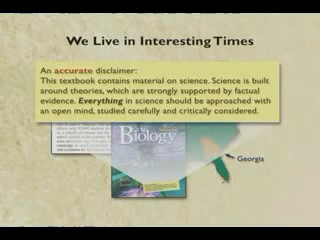 We Live in Interesting Times
An accurate disclaimer:
This textbook contains material on science. Science is built
around theories, which are strongly supported by factual
evidence. Everything in science should be approached with
an open mind, studied carefully and critically considered.
Biology
Georgia